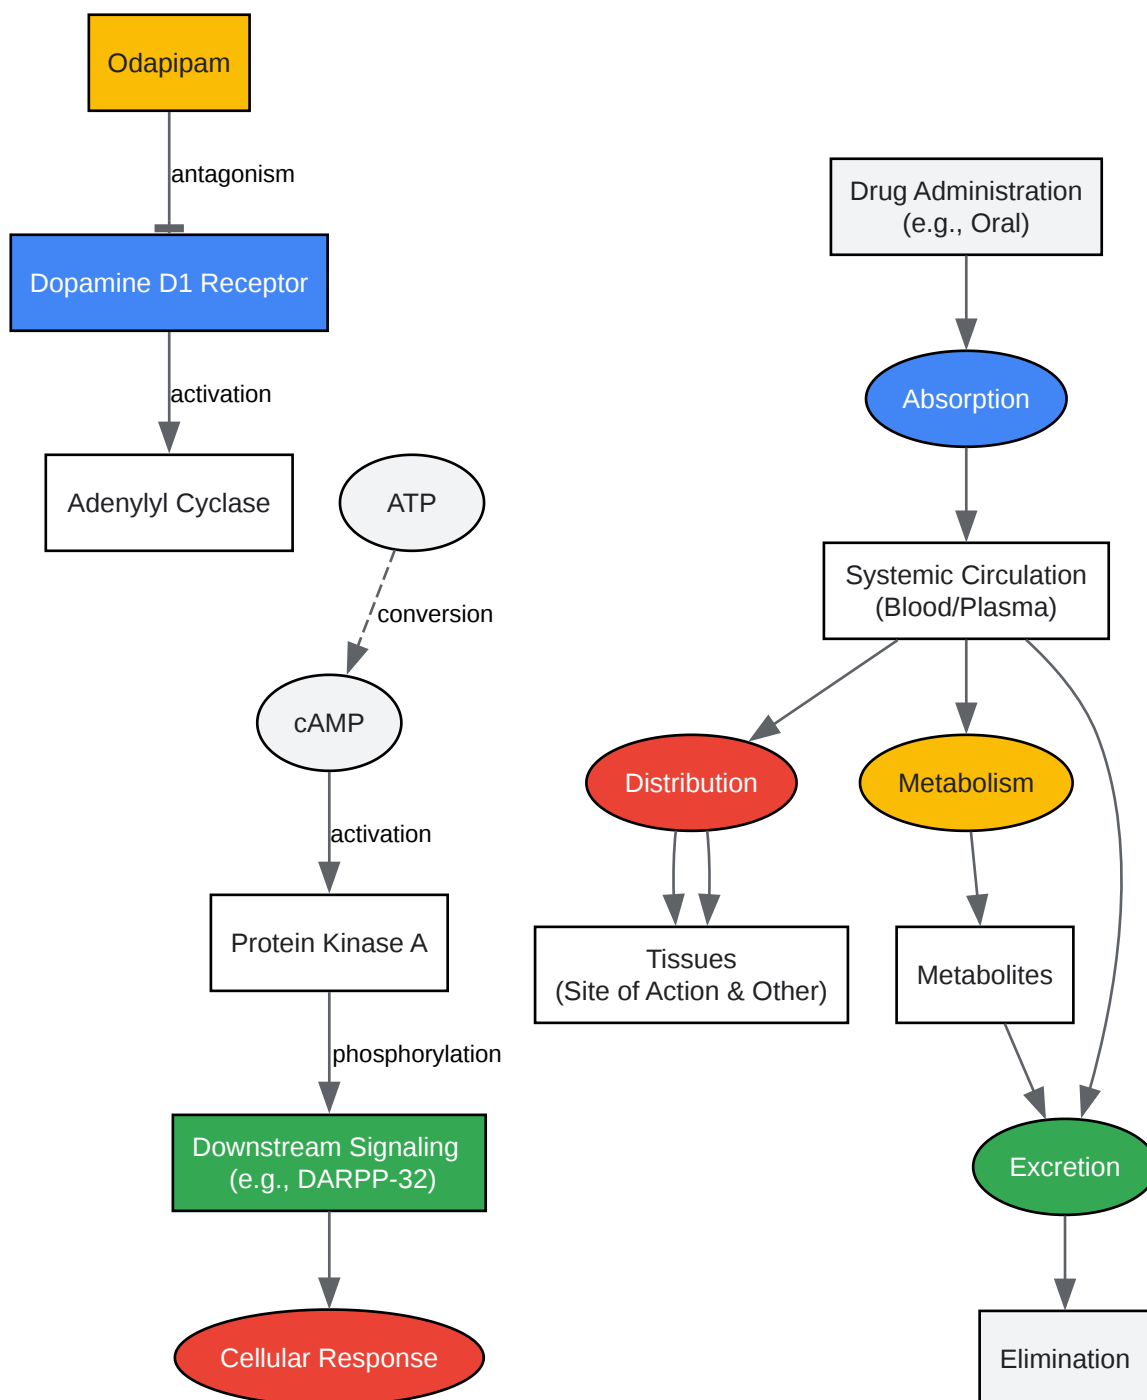 Odapipam
antagonism
Dopamine D1 Receptor
activation
Adenylyl Cyclase
ATP
conversion
cAMP
activation
Protein Kinase A
phosphorylation
Downstream Signaling
(e.g., DARPP-32)
Cellular Response
Drug Administration
(e.g., Oral)
Absorption
Systemic Circulation
(Blood/Plasma)
Distribution
Metabolism
Tissues
(Site of Action & Other)
Metabolites
Excretion
Elimination